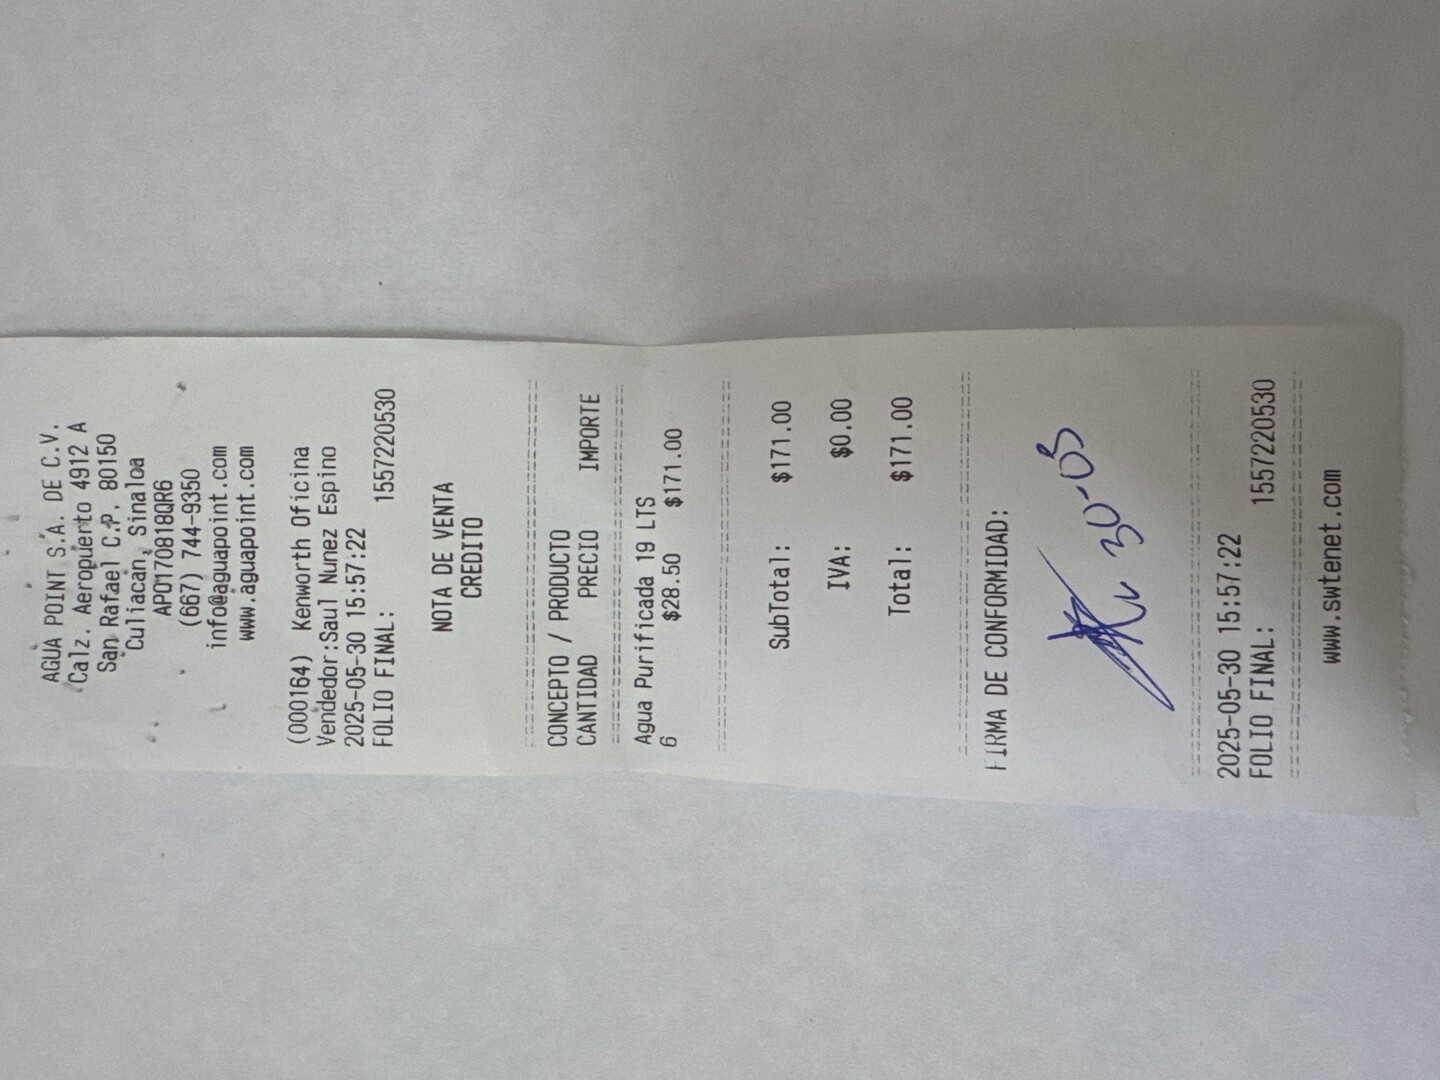 AGUA POINT S.A. DE C.V.
Calz. Aeropuerto 4912 A
San Rafael C.P. 80150
Culiacan, Sinaloa
APO170818QR6
(667) 744-9350
info@aguapoint.com
www.aguapoint.com
(000164) Kenworth Oficina
Vendedor:Saul Nunez Espino
2025-05-30 15:57:22
FOLIO FINAL: 1557220530
NOTA DE VENTA
CREDITO
CONCEPTO / PRODUCTO
CANTIDAD PRECIO IMPORTE
Agua Purificada 19 LTS
6 $28.50 $171.00
SubTotal: $171.00
IVA: $0.00
Total: $171.00
FIRMA DE CONFORMIDAD:
30-05
2025-05-30 15:57:22
FOLIO FINAL: 1557220530
www.swtenet.com